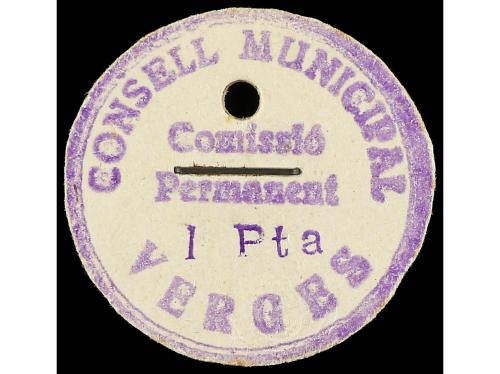 CONSELL MUNICIPAL
Comissió
Permanent
1 Pta
VERGES